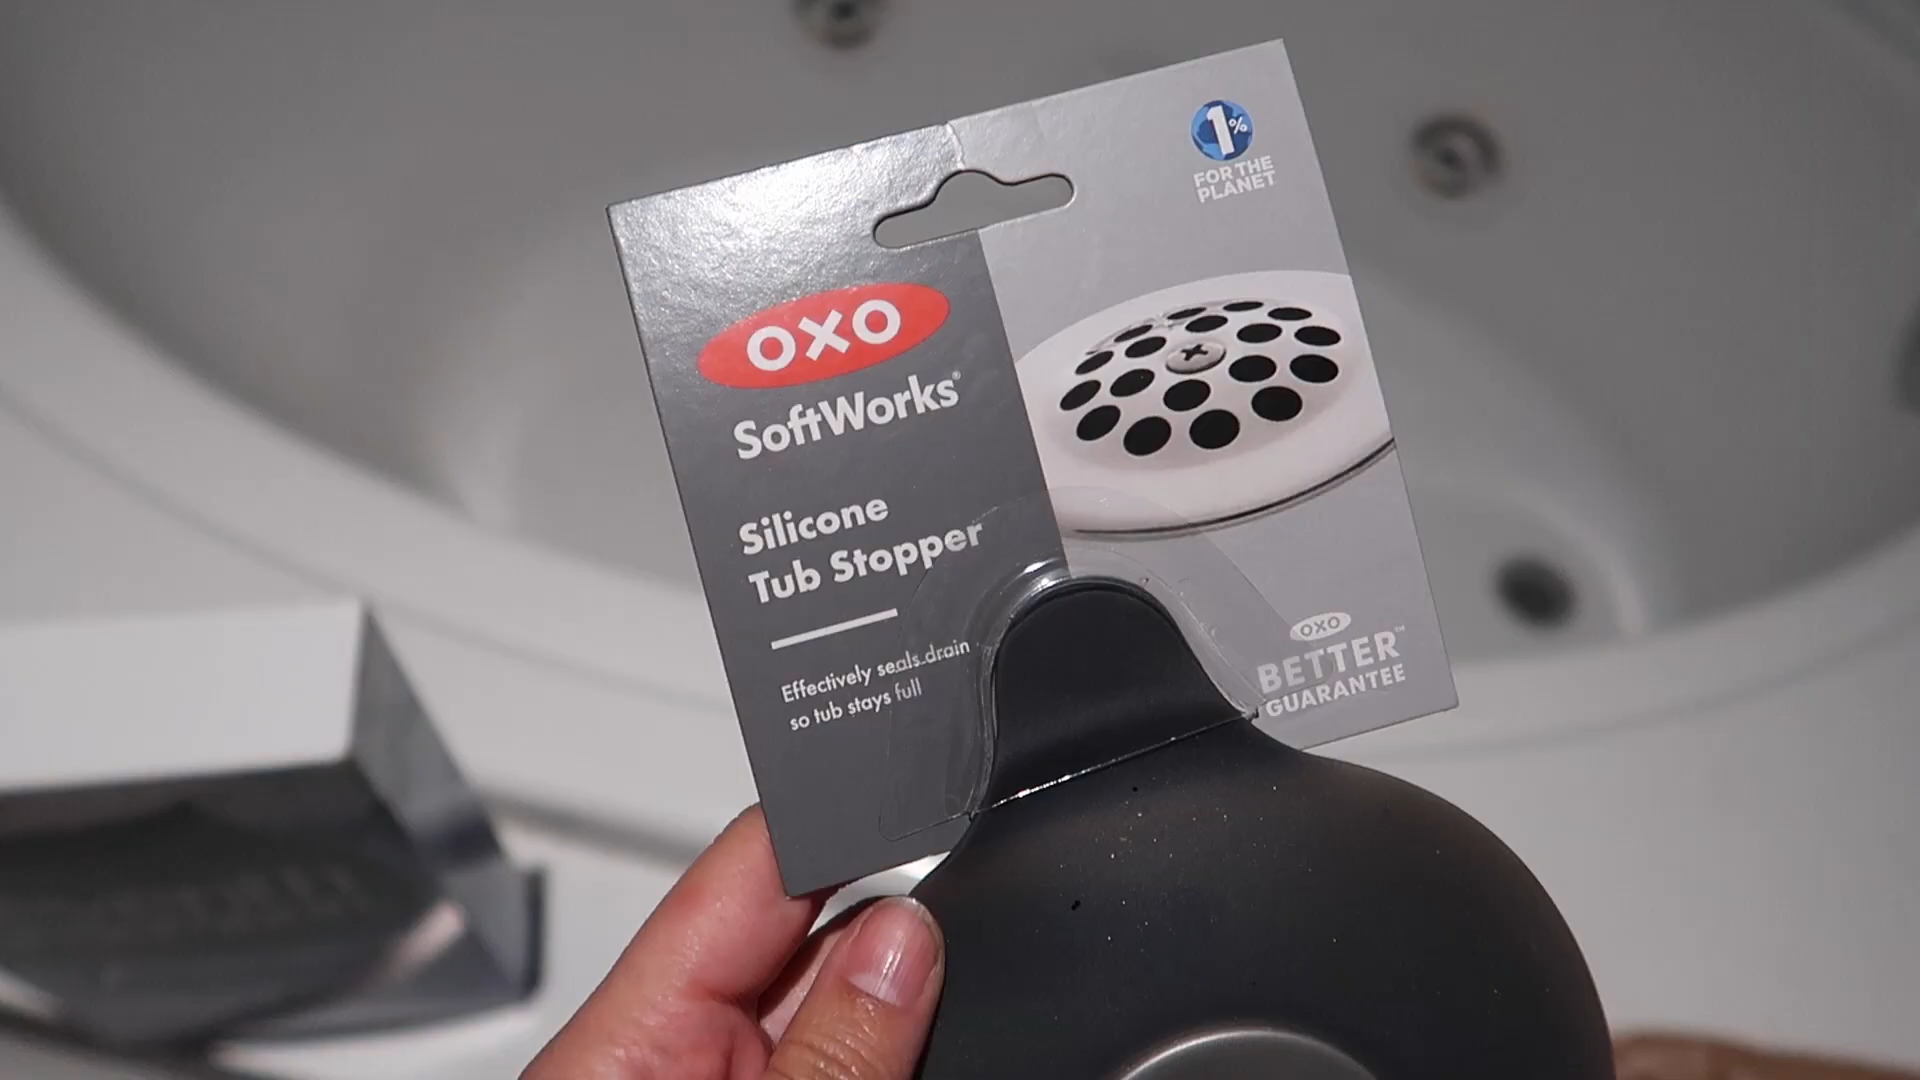 1%
FOR THE
PLANET
OXO
SoftWorks®
Silicone
Tub Stopper
Effectively seals drain
so tub stays full
OXO
BETTER™
GUARANTEE